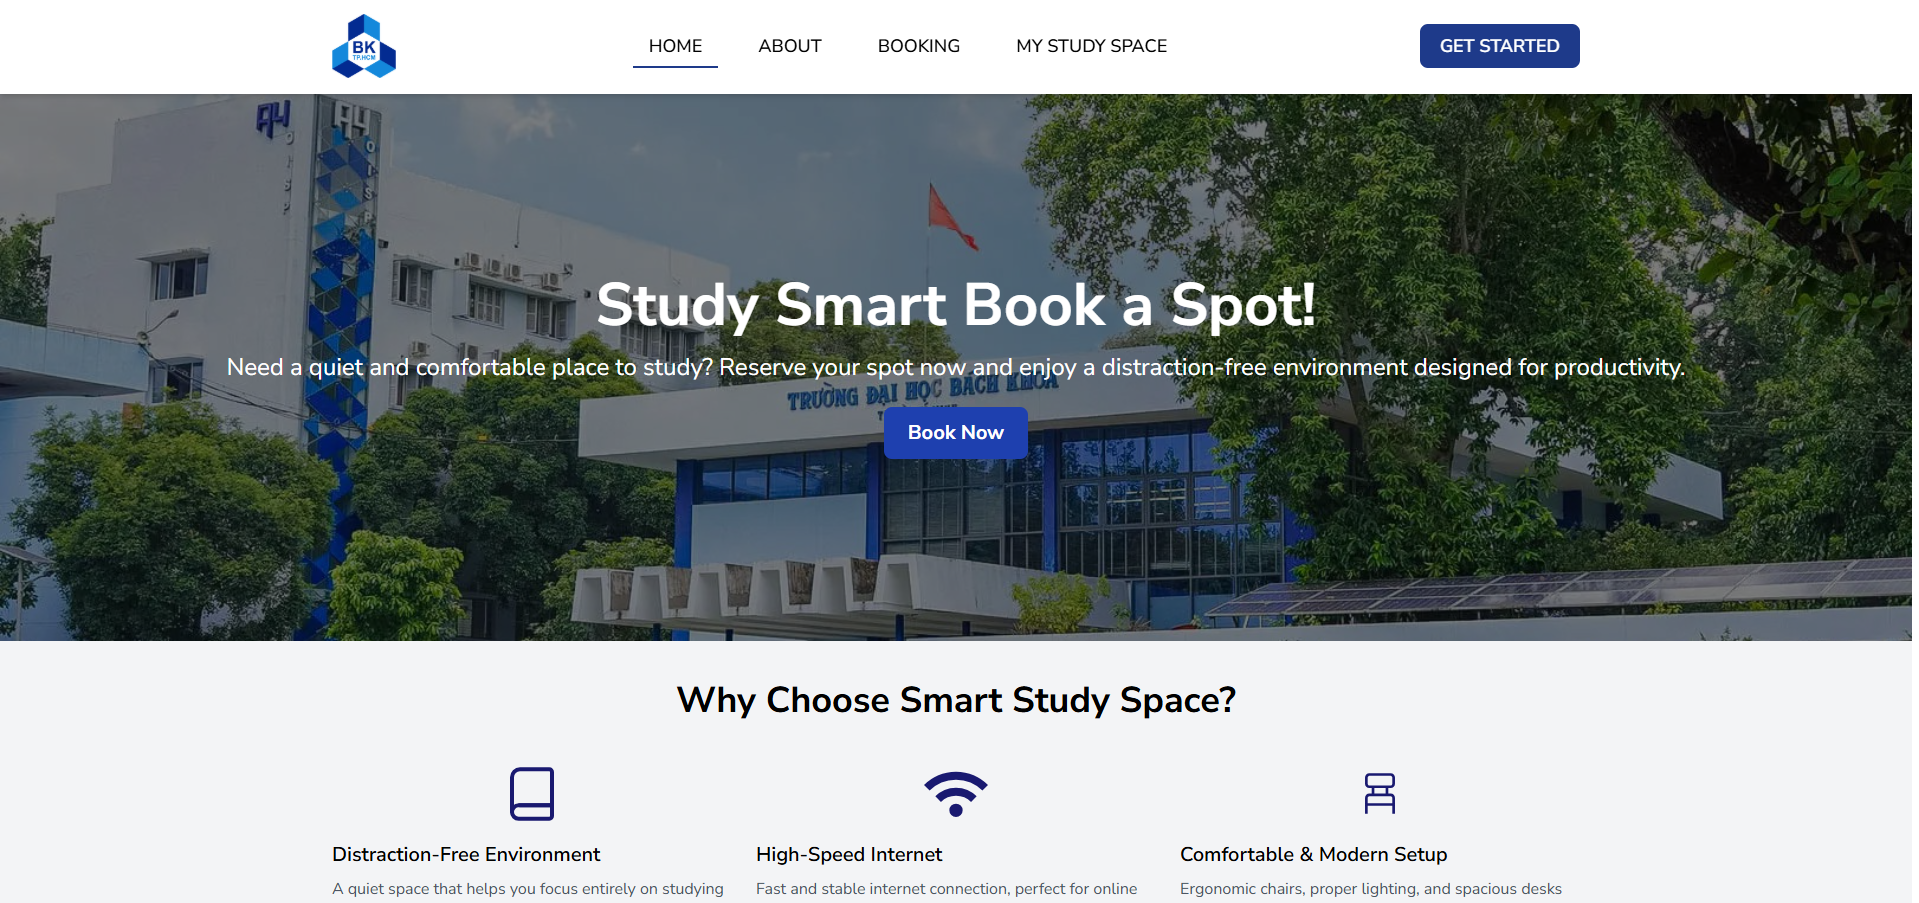 BK
TP.HCM
HOME
ABOUT
BOOKING
MY STUDY SPACE
GET STARTED
A4
OISP
A4
OISP
Study Smart Book a Spot!
Need a quiet and comfortable place to study? Reserve your spot now and enjoy a distraction-free environment designed for productivity.
TRƯỜNG ĐẠI HỌC BÁCH KHOA
Book Now
Why Choose Smart Study Space?
Distraction-Free Environment
A quiet space that helps you focus entirely on studying
High-Speed Internet
Fast and stable internet connection, perfect for online
Comfortable & Modern Setup
Ergonomic chairs, proper lighting, and spacious desks